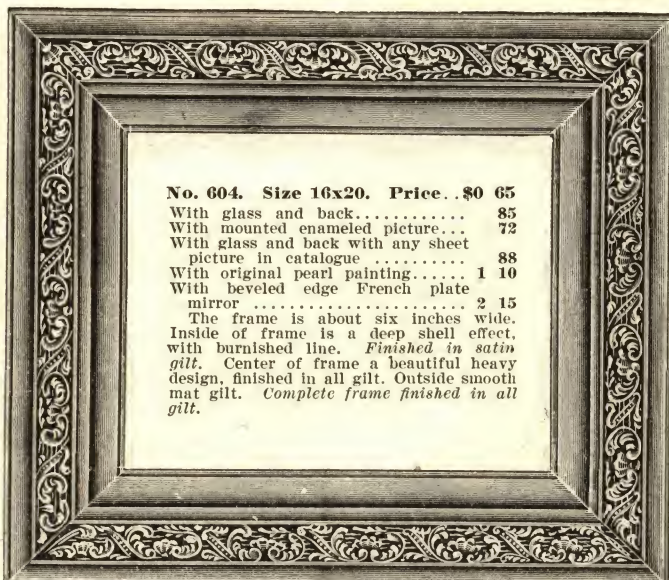 No. 604. Size 16x20. Price..$0 65
With glass and back............ 85
With mounted enameled picture... 72
With glass and back with any sheet
picture in catalogue .......... 88
With original pearl painting...... 1 10
With beveled edge French plate
mirror ....................... 2 15
The frame is about six inches wide.
Inside of frame is a deep shell effect,
with burnished line. Finished in satin
gilt. Center of frame a beautiful heavy
design, finished in all gilt. Outside smooth
mat gilt. Complete frame finished in all
gilt.